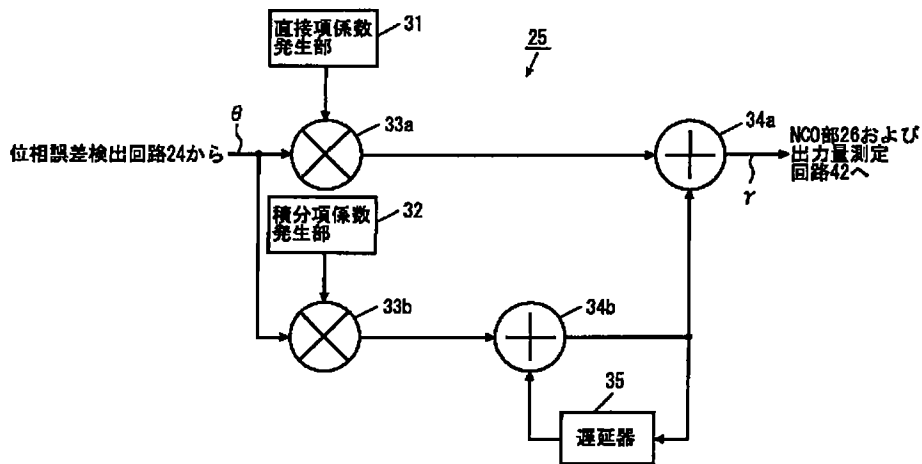 直接項係数
発生部
31
25
θ
33a
34a
位相誤差検出回路24から
NCO部26および
出力量測定
回路42へ
γ
積分項係数
発生部
32
33b
34b
35
遅延器